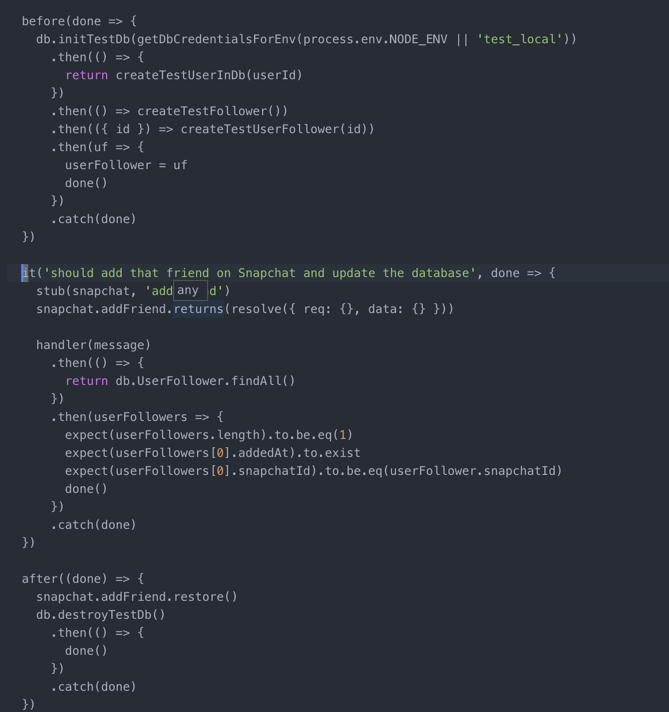 before(done => {
  db.initTestDb(getDbCredentialsForEnv(process.env.NODE_ENV || 'test_local'))
    .then(() => {
      return createTestUserInDb(userId)
    })
    .then(() => createTestFollower())
    .then(({ id }) => createTestUserFollower(id))
    .then(uf => {
      userFollower = uf
      done()
    })
    .catch(done)
})

it('should add that friend on Snapchat and update the database', done => {
  stub(snapchat, 'add any d')
  snapchat.addFriend.returns(resolve({ req: {}, data: {} }))

  handler(message)
    .then(() => {
      return db.UserFollower.findAll()
    })
    .then(userFollowers => {
      expect(userFollowers.length).to.be.eq(1)
      expect(userFollowers[0].addedAt).to.exist
      expect(userFollowers[0].snapchatId).to.be.eq(userFollower.snapchatId)
      done()
    })
    .catch(done)
})

after((done) => {
  snapchat.addFriend.restore()
  db.destroyTestDb()
    .then(() => {
      done()
    })
    .catch(done)
})